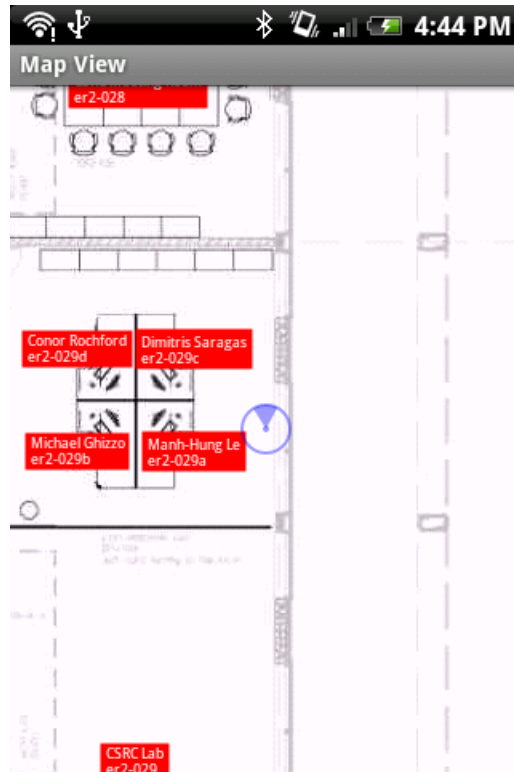 4:44 PM
Map View
er2-028
Conor Rochford
er2-029d
Dimitris Saragas
er2-029c
Michael Ghizzo
er2-029b
Manh-Hung Le
er2-029a
CSRC Lab
er2-029